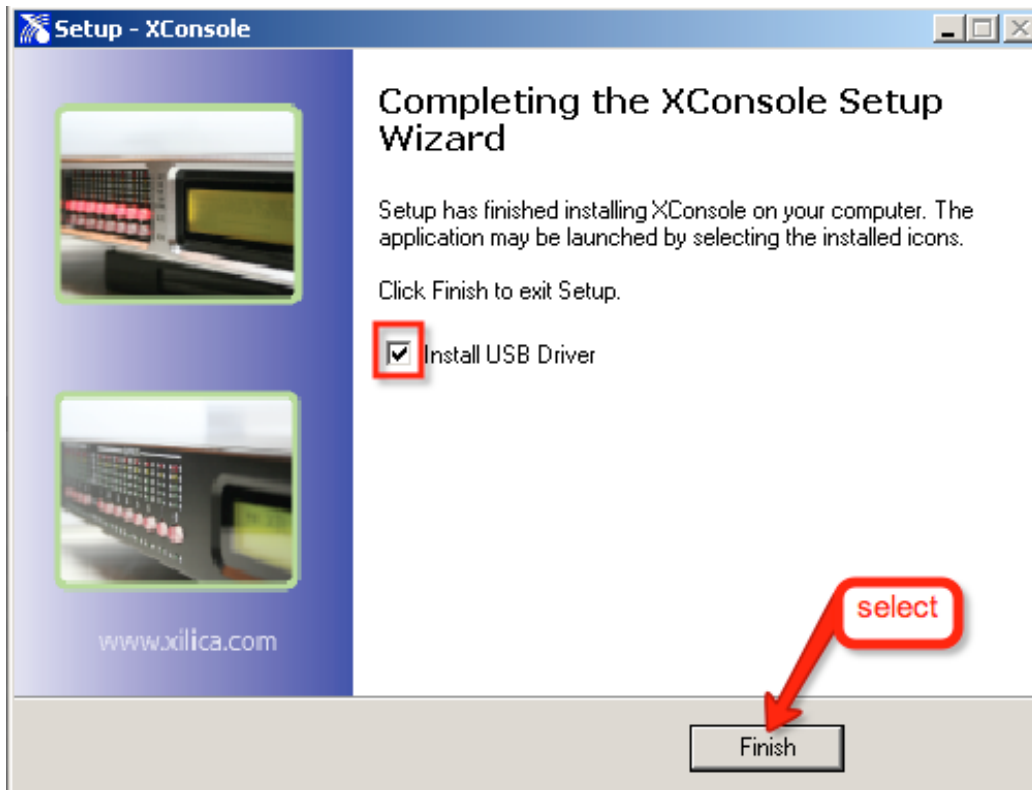 Setup - XConsole
Completing the XConsole Setup
Wizard
Setup has finished installing XConsole on your computer. The
application may be launched by selecting the installed icons.
Click Finish to exit Setup.
Install USB Driver
select
www.xilica.com
Finish